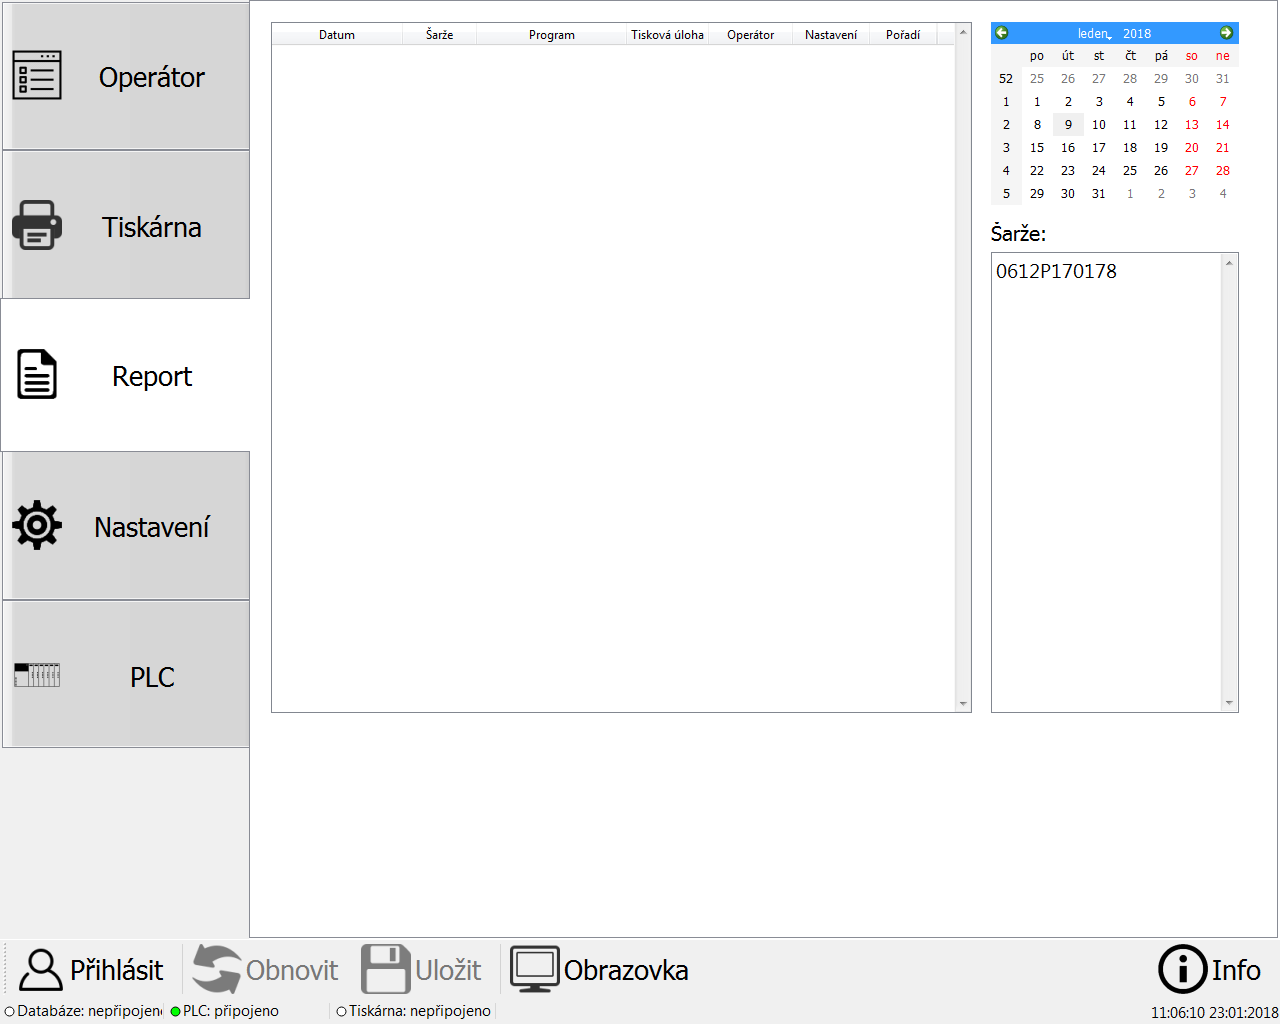 Operátor
Tiskárna
Report
Nastavení
PLC
Datum Šarže Program Tisková úloha Operátor Nastavení Pořadí
leden 2018
po út st čt pá so ne
52 25 26 27 28 29 30 31
1 1 2 3 4 5 6 7
2 8 9 10 11 12 13 14
3 15 16 17 18 19 20 21
4 22 23 24 25 26 27 28
5 29 30 31 1 2 3 4
Šarže:
0612P170178
Přihlásit Obnovit Uložit Obrazovka Info
Databáze: nepřipojeno PLC: připojeno Tiskárna: nepřipojeno 11:06:10 23:01:2018